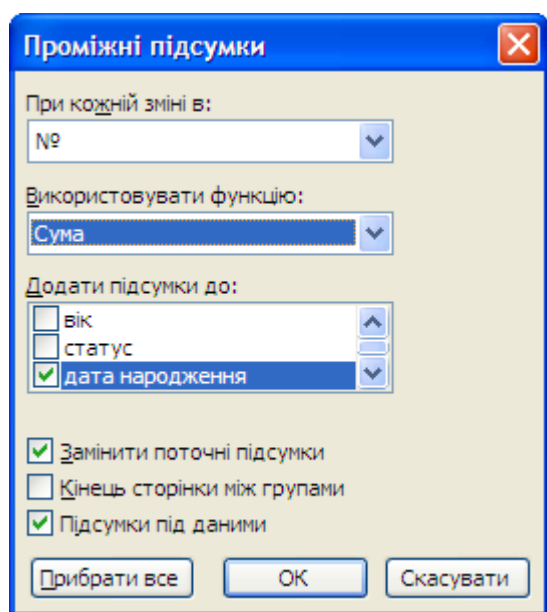 Проміжні підсумки
При кожній зміні в:
№
Використовувати функцію:
Сума
Додати підсумки до:
вік
статус
дата народження
Замінити поточні підсумки
Кінець сторінки між групами
Підсумки під даними
Прибрати все
ОК
Скасувати